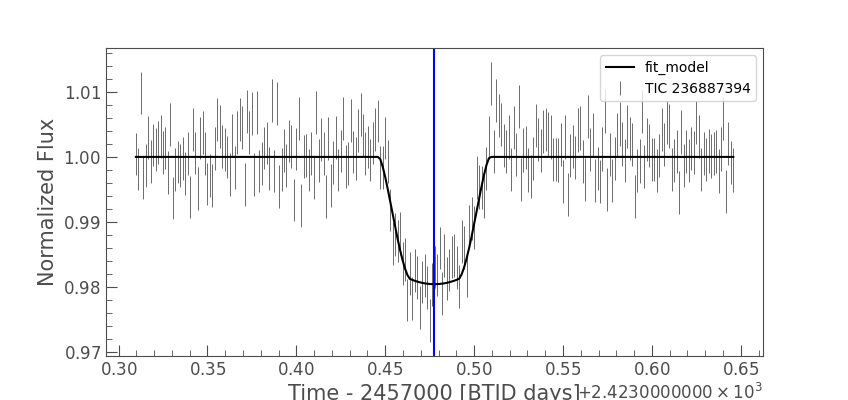 fit_model
TIC 236887394
Normalized Flux
1.01
1.00
0.99
0.98
0.97
0.30 0.35 0.40 0.45 0.50 0.55 0.60 0.65
Time - 2457000 [BTJD days]
+2.4230000000 × 10³